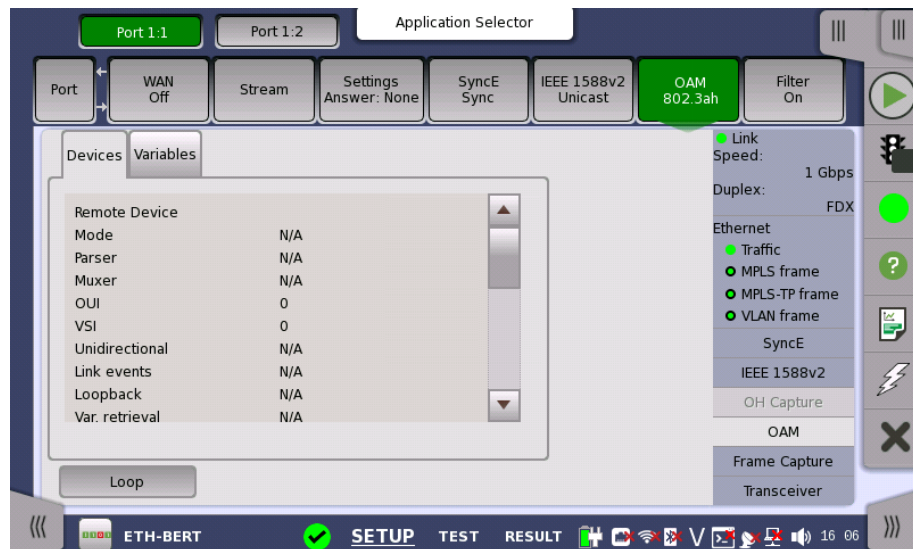 Application Selector
Port 1:1
Port 1:2
Port
WAN
Off
Stream
Settings
Answer: None
SyncE
Sync
IEEE 1588v2
Unicast
OAM
802.3ah
Filter
On
Devices
Variables
Remote Device
Mode N/A
Parser N/A
Muxer N/A
OUI 0
VSI 0
Unidirectional N/A
Link events N/A
Loopback N/A
Var. retrieval N/A
Loop
Link
Speed:
1 Gbps
Duplex:
FDX
Ethernet
Traffic
MPLS frame
MPLS-TP frame
VLAN frame
SyncE
IEEE 1588v2
OH Capture
OAM
Frame Capture
Transceiver
ETH-BERT
SETUP
TEST
RESULT
V
16 06